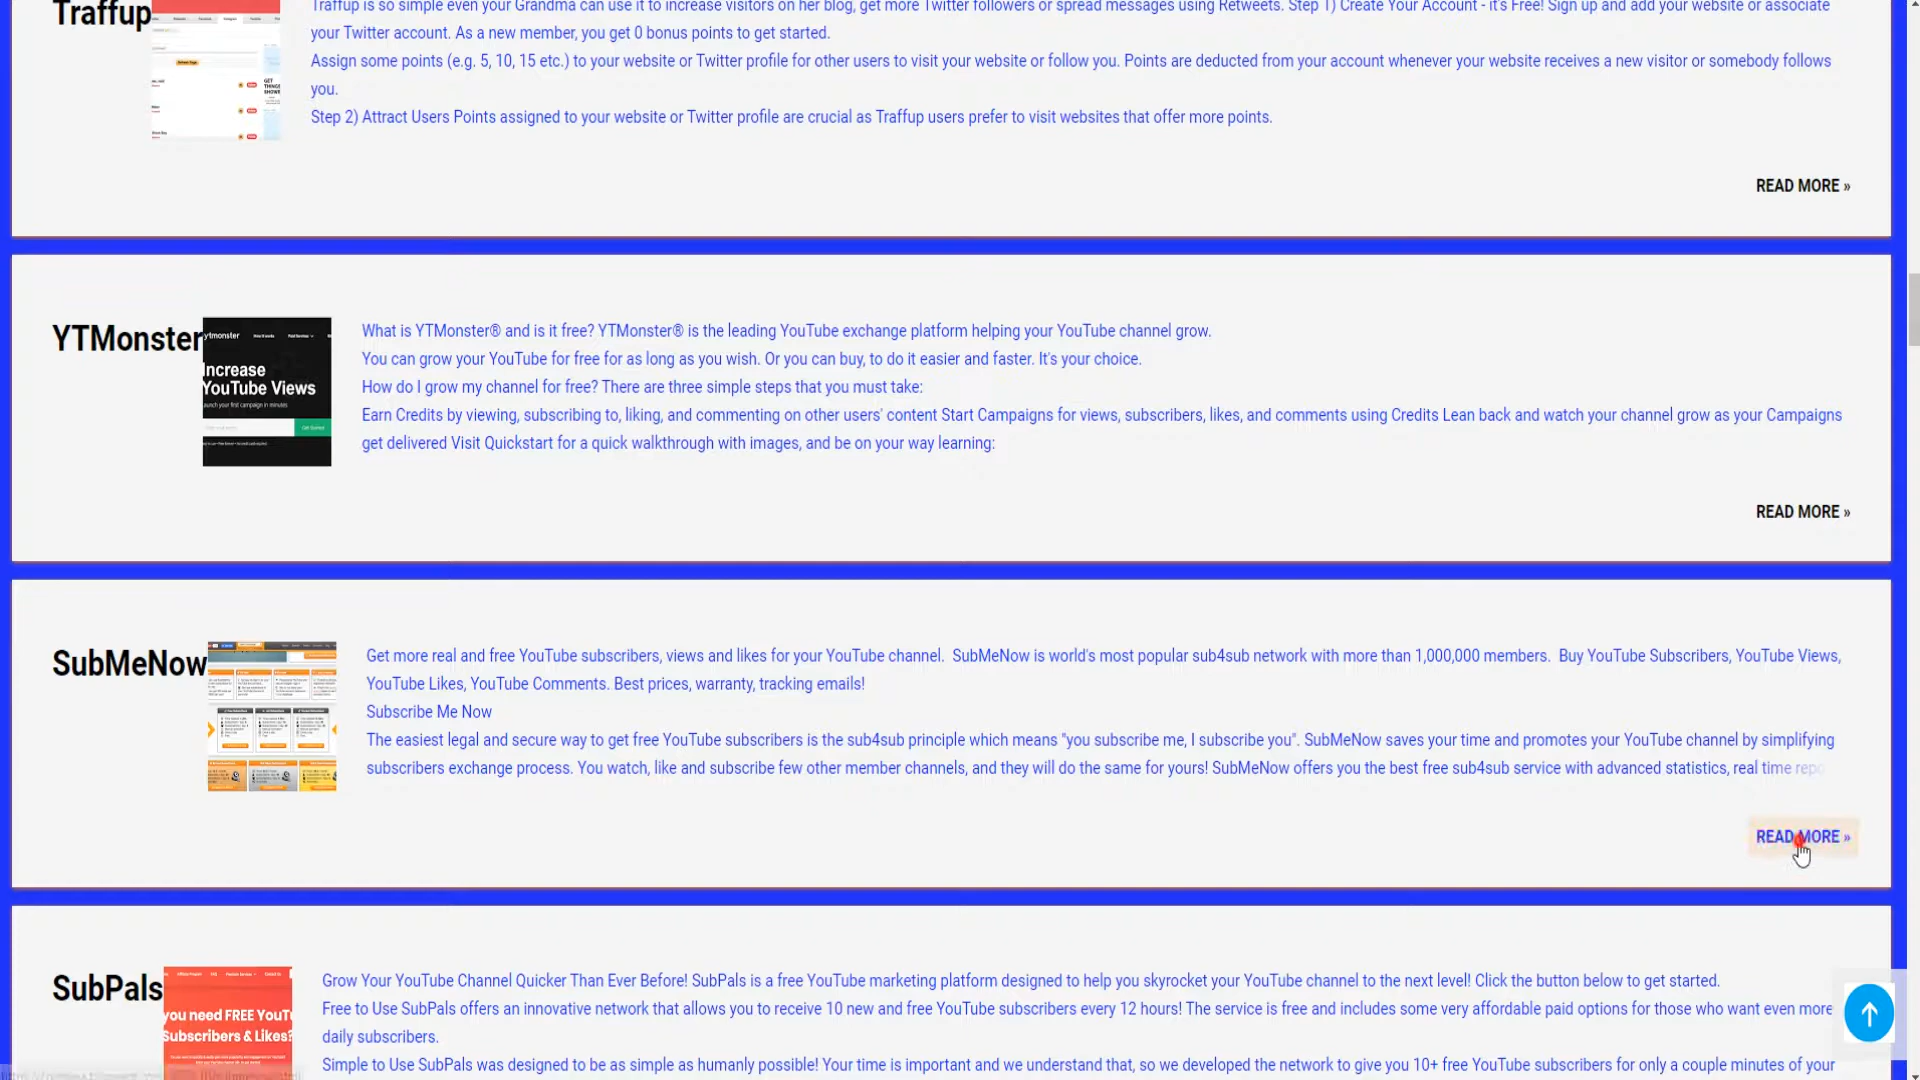 Traffup
Traffup is so simple even your Grandma can use it to increase visitors on her blog, get more Twitter followers or spread messages using Retweets. Step 1) Create Your Account - it's Free! Sign up and add your website or associate
your Twitter account. As a new member, you get 0 bonus points to get started.
Assign some points (e.g. 5, 10, 15 etc.) to your website or Twitter profile for other users to visit your website or follow you. Points are deducted from your account whenever your website receives a new visitor or somebody follows
you.
Step 2) Attract Users Points assigned to your website or Twitter profile are crucial as Traffup users prefer to visit websites that offer more points.
READ MORE »
YTMonster
ytmonster
Increase
YouTube Views
Get Started
What is YTMonster® and is it free? YTMonster® is the leading YouTube exchange platform helping your YouTube channel grow.
You can grow your YouTube for free for as long as you wish. Or you can buy, to do it easier and faster. It's your choice.
How do I grow my channel for free? There are three simple steps that you must take:
Earn Credits by viewing, subscribing to, liking, and commenting on other users' content Start Campaigns for views, subscribers, likes, and comments using Credits Lean back and watch your channel grow as your Campaigns
get delivered Visit Quickstart for a quick walkthrough with images, and be on your way learning:
READ MORE »
SubMeNow
Get more real and free YouTube subscribers, views and likes for your YouTube channel.  SubMeNow is world's most popular sub4sub network with more than 1,000,000 members.  Buy YouTube Subscribers, YouTube Views,
YouTube Likes, YouTube Comments. Best prices, warranty, tracking emails!
Subscribe Me Now
The easiest legal and secure way to get free YouTube subscribers is the sub4sub principle which means "you subscribe me, I subscribe you". SubMeNow saves your time and promotes your YouTube channel by simplifying
subscribers exchange process. You watch, like and subscribe few other member channels, and they will do the same for yours! SubMeNow offers you the best free sub4sub service with advanced statistics, real time repo
READ MORE »
SubPals
you need FREE YouTu
Subscribers & Likes?
Grow Your YouTube Channel Quicker Than Ever Before! SubPals is a free YouTube marketing platform designed to help you skyrocket your YouTube channel to the next level! Click the button below to get started.
Free to Use SubPals offers an innovative network that allows you to receive 10 new and free YouTube subscribers every 12 hours! The service is free and includes some very affordable paid options for those who want even more
daily subscribers.
Simple to Use SubPals was designed to be as simple as humanly possible! Your time is important and we understand that, so we developed the network to give you 10+ free YouTube subscribers for only a couple minutes of your